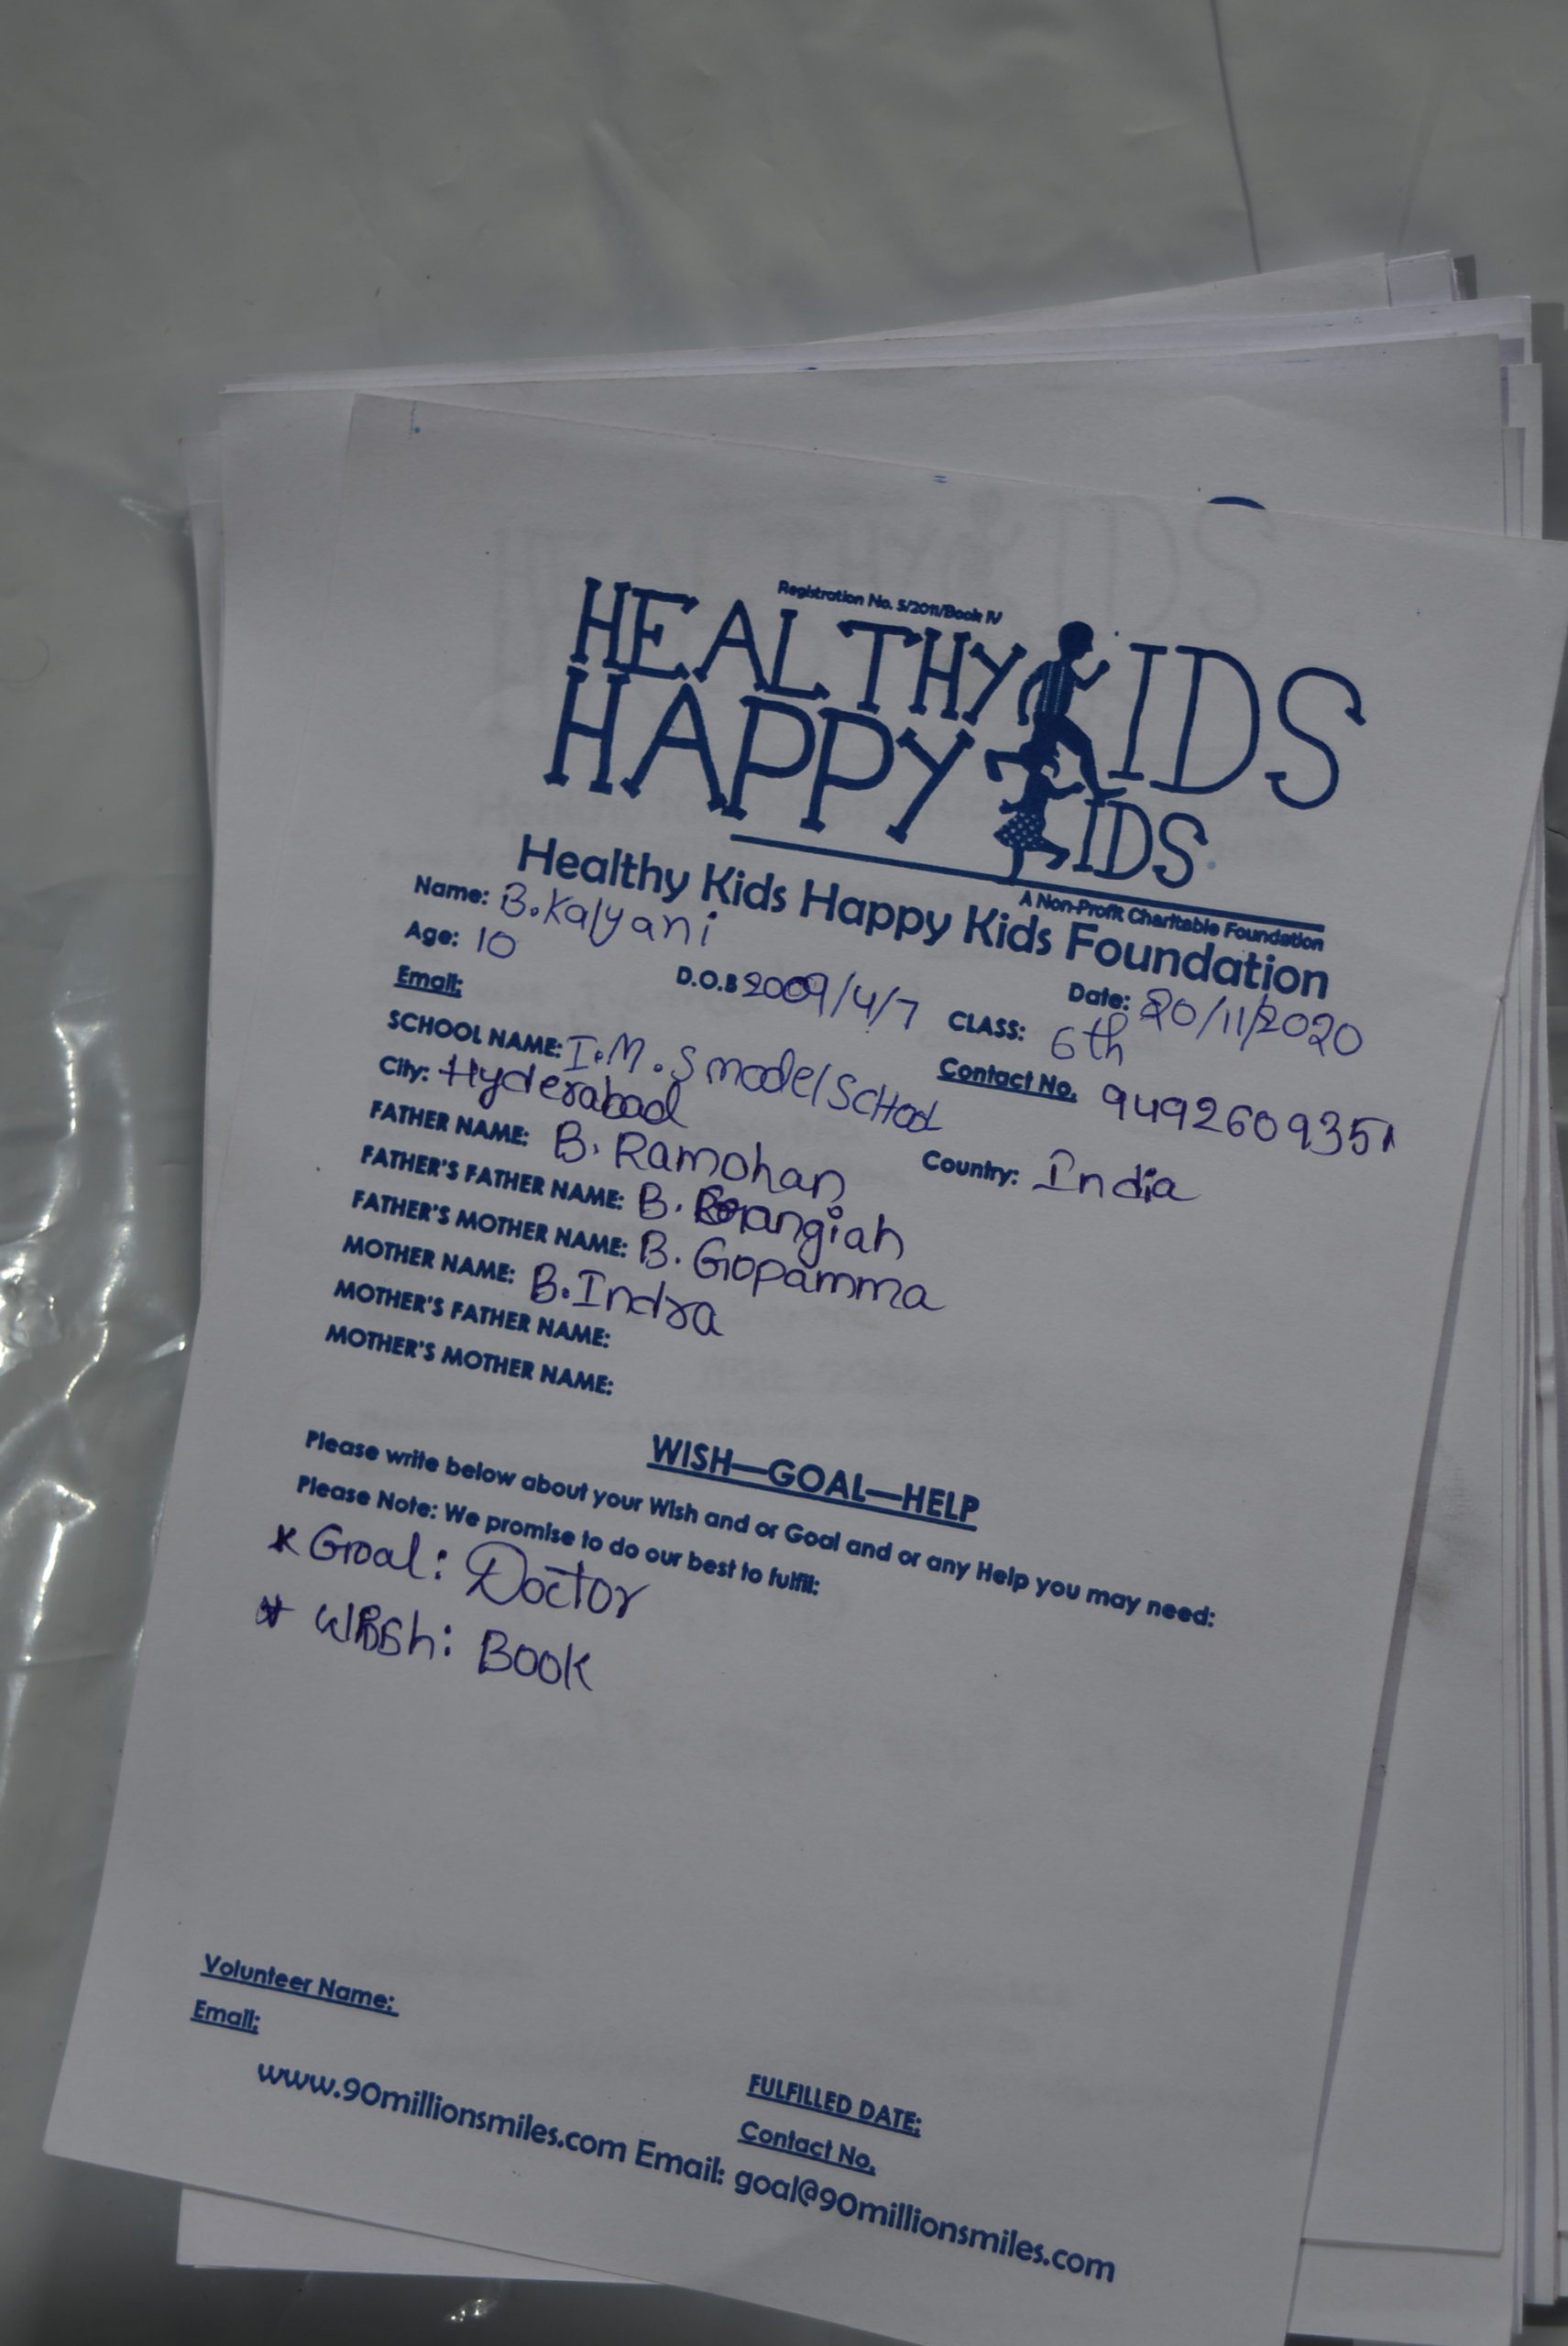 Registration No. 5/2011/Book IV
HEALTHY KIDS
HAPPY KIDS
A Non-Profit Charitable Foundation
Healthy Kids Happy Kids Foundation
Name: B.Kalyani
Date: 20/11/2020
Age: 10 D.O.B 2009/4/7 CLASS: 6th
Email: Contact No. 9492609351
SCHOOL NAME: I.M.S model SCHool
City: Hyderabad Country: India
FATHER NAME: B. Ramohan
FATHER'S FATHER NAME: B. Rangiah
FATHER'S MOTHER NAME: B. Gopamma
MOTHER NAME: B.Indra
MOTHER'S FATHER NAME:
MOTHER'S MOTHER NAME:
WISH—GOAL—HELP
Please write below about your Wish and or Goal and or any Help you may need:
Please Note: We promise to do our best to fulfil:
* Goal: Doctor
* Wish: Book
Volunteer Name: FULFILLED DATE:
Email: Contact No.
www.90millionsmiles.com Email: goal@90millionsmiles.com